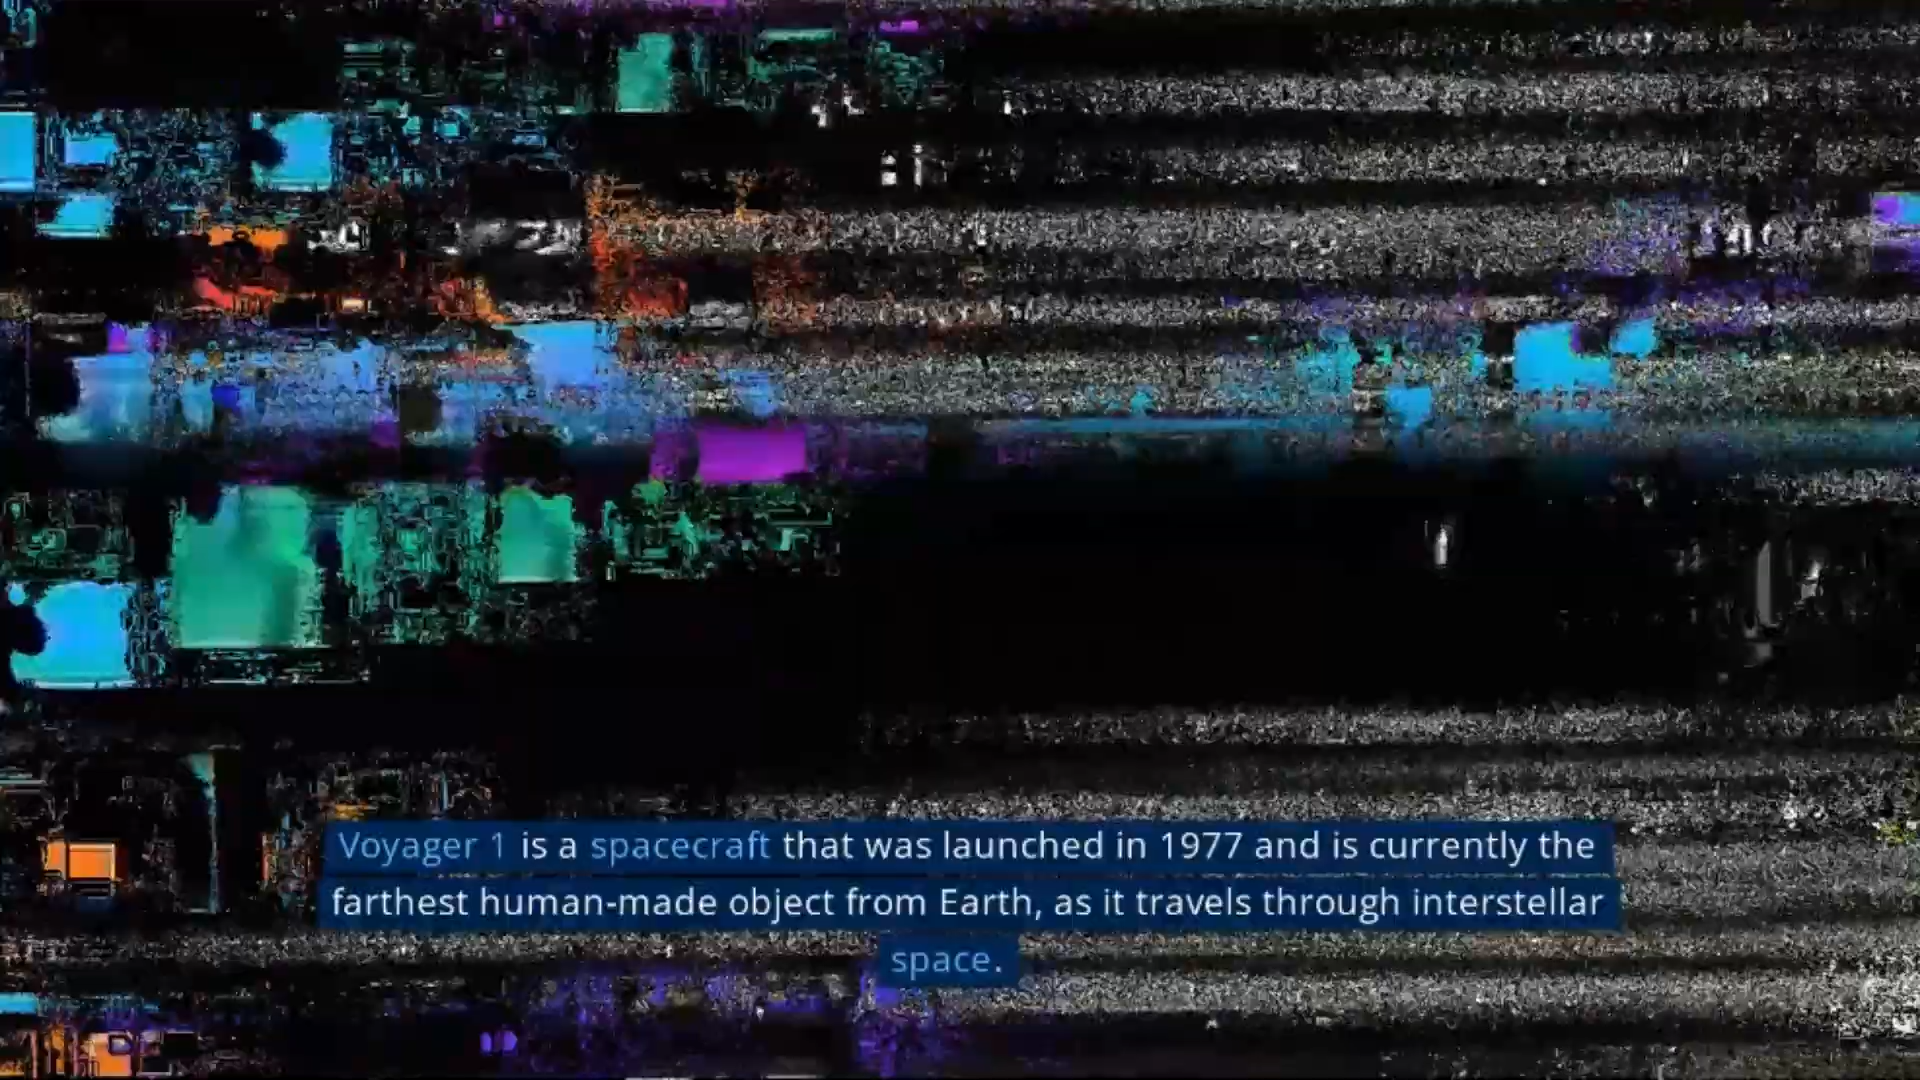 Voyager 1 is a spacecraft that was launched in 1977 and is currently the
farthest human-made object from Earth, as it travels through interstellar
space.